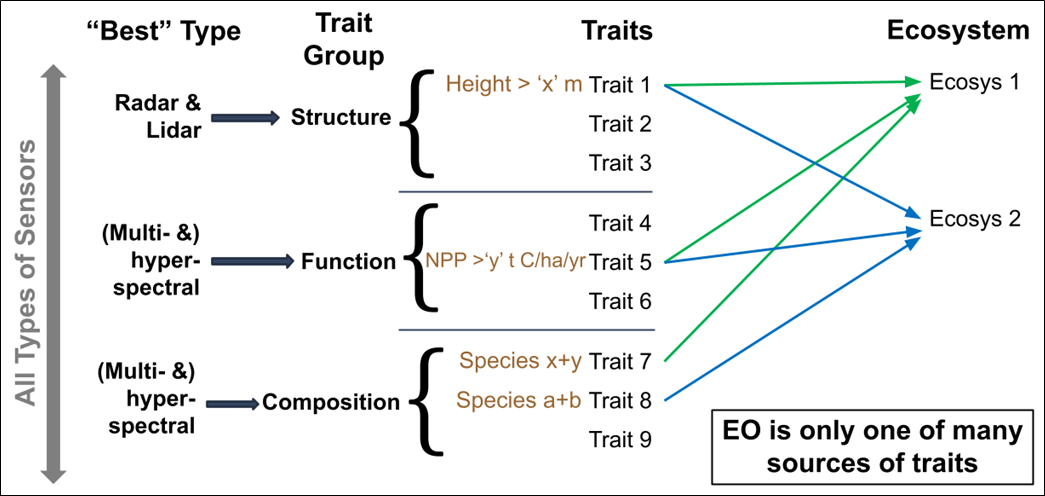 “Best” Type
Trait
Group
Traits
Ecosystem
All Types of Sensors
Radar &
Lidar
Structure
Height > ‘x’ m Trait 1
Trait 2
Trait 3
(Multi- &)
hyper-
spectral
Function
Trait 4
NPP >‘y’ t C/ha/yr Trait 5
Trait 6
(Multi- &)
hyper-
spectral
Composition
Species x+y Trait 7
Species a+b Trait 8
Trait 9
Ecosys 1
Ecosys 2
EO is only one of many
sources of traits